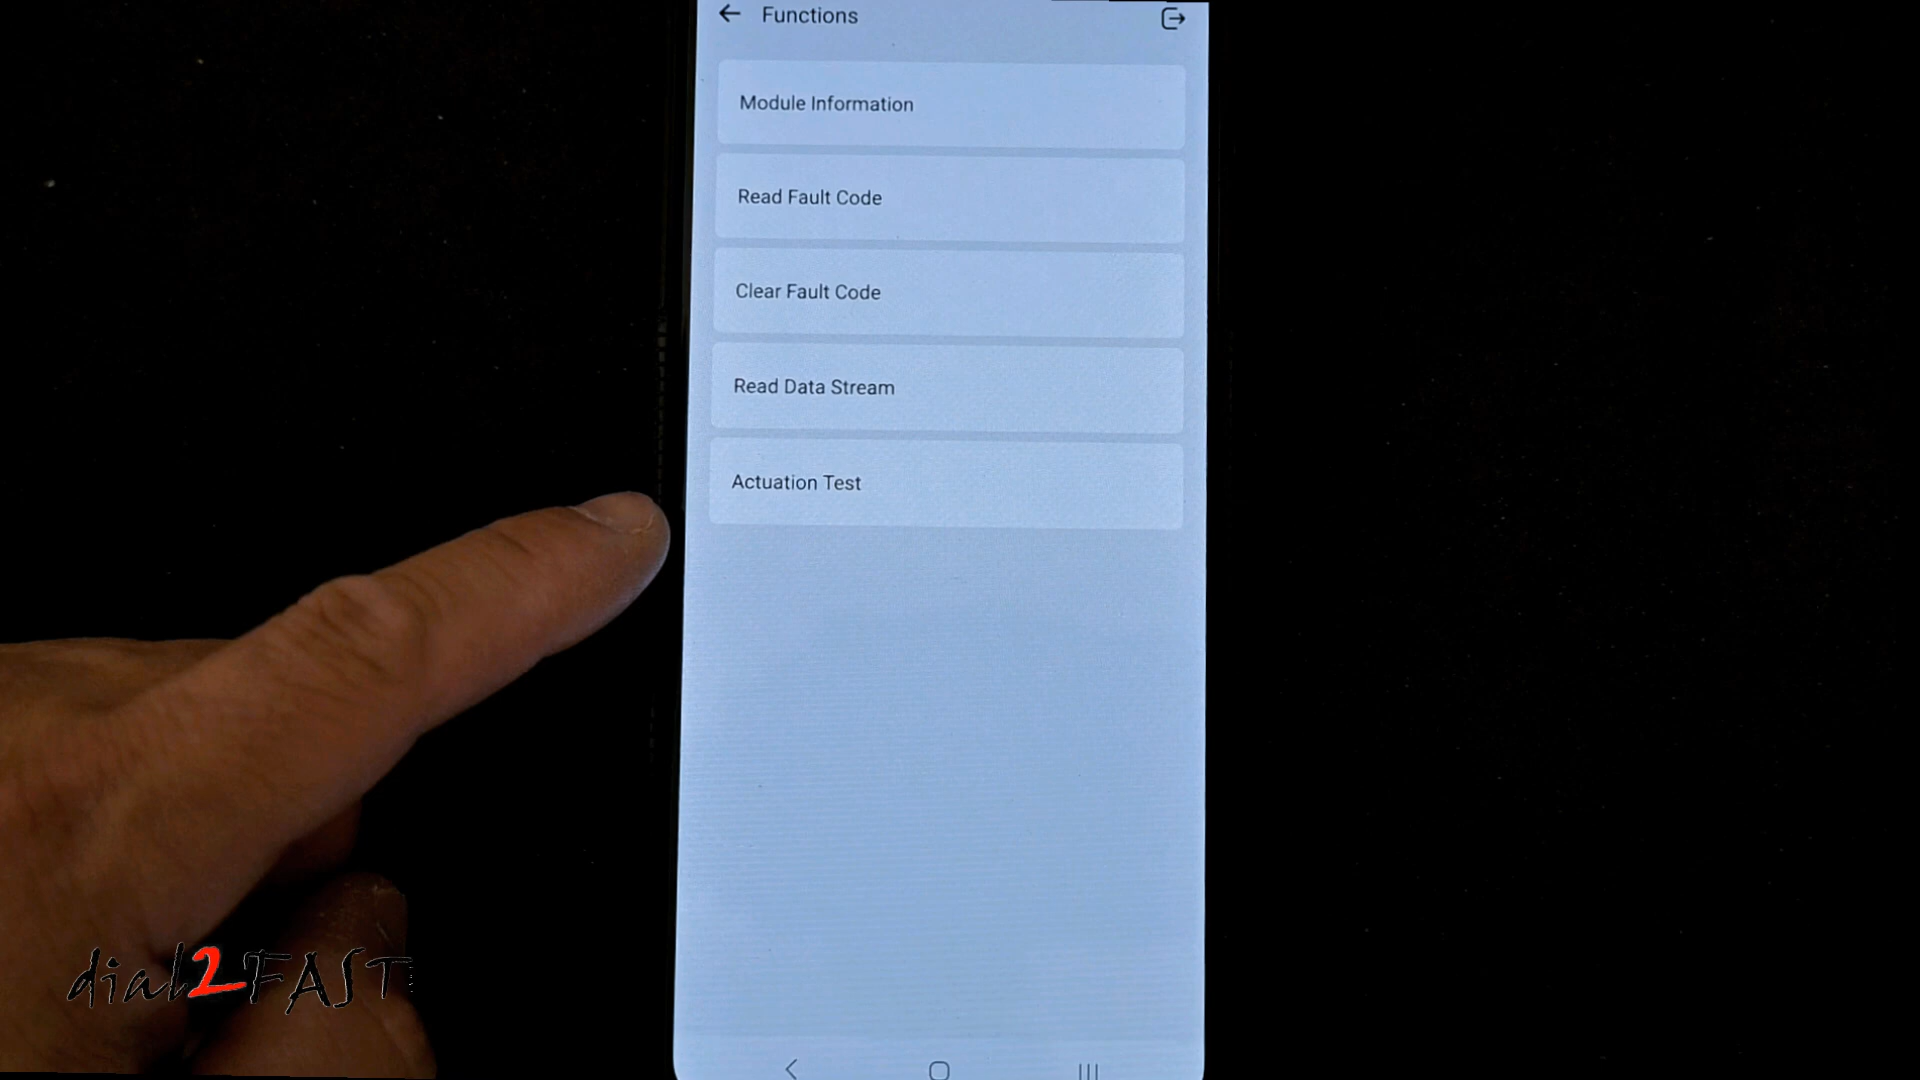 Functions
Module Information
Read Fault Code
Clear Fault Code
Read Data Stream
Actuation Test
dial2FAST